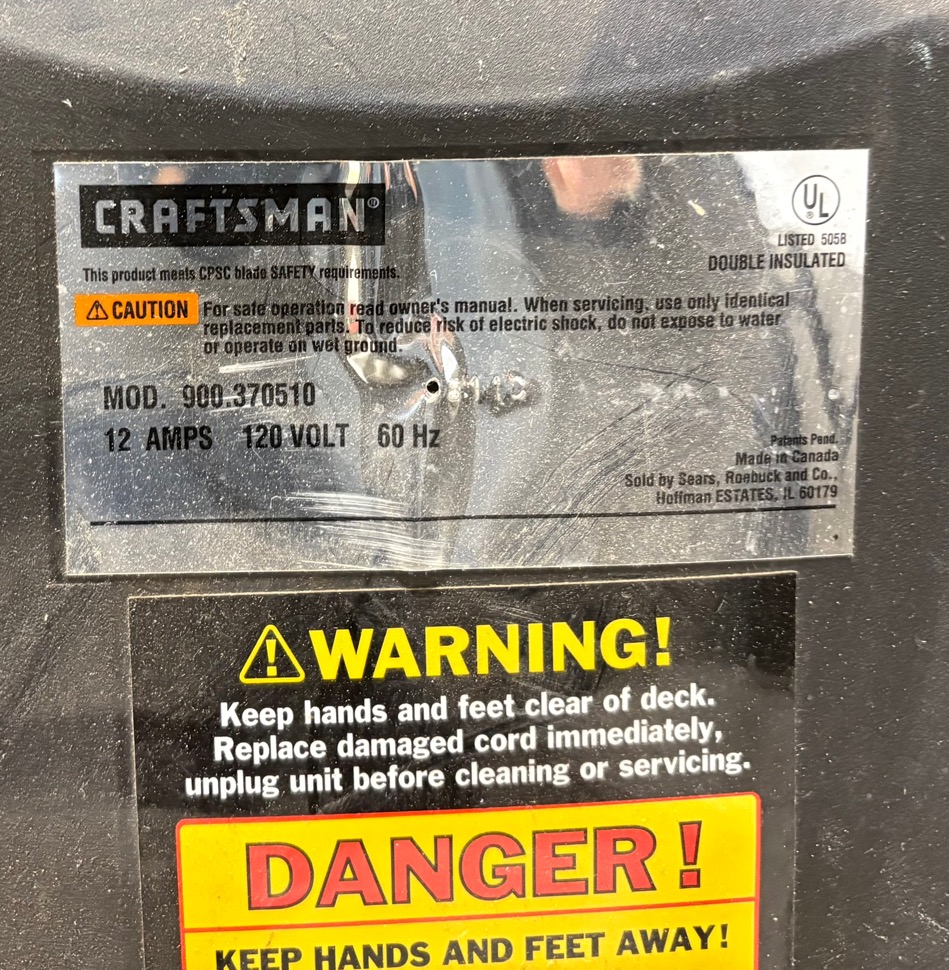 CRAFTSMAN®
UL®
LISTED 505B
DOUBLE INSULATED
This product meets CPSC blade SAFETY requirements.
CAUTION For safe operation read owner's manual. When servicing, use only identical
replacement parts. To reduce risk of electric shock, do not expose to water
or operate on wet ground.
MOD. 900.370510
12 AMPS 120 VOLT 60 Hz
Patents Pend.
Made in Canada
Sold by Sears, Roebuck and Co.,
Hoffman ESTATES, IL 60179
WARNING!
Keep hands and feet clear of deck.
Replace damaged cord immediately,
unplug unit before cleaning or servicing.
DANGER!
KEEP HANDS AND FEET AWAY!